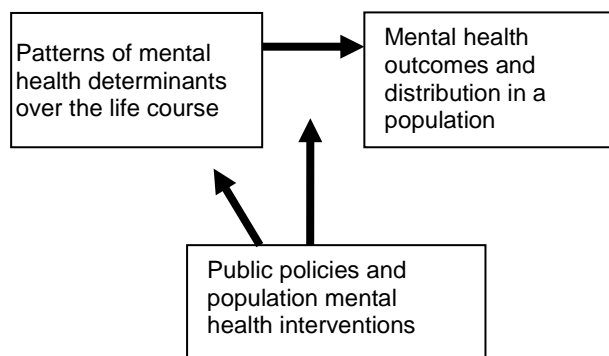 Patterns of mental
health determinants
over the life course
Mental health
outcomes and
distribution in a
population
Public policies and
population mental
health interventions